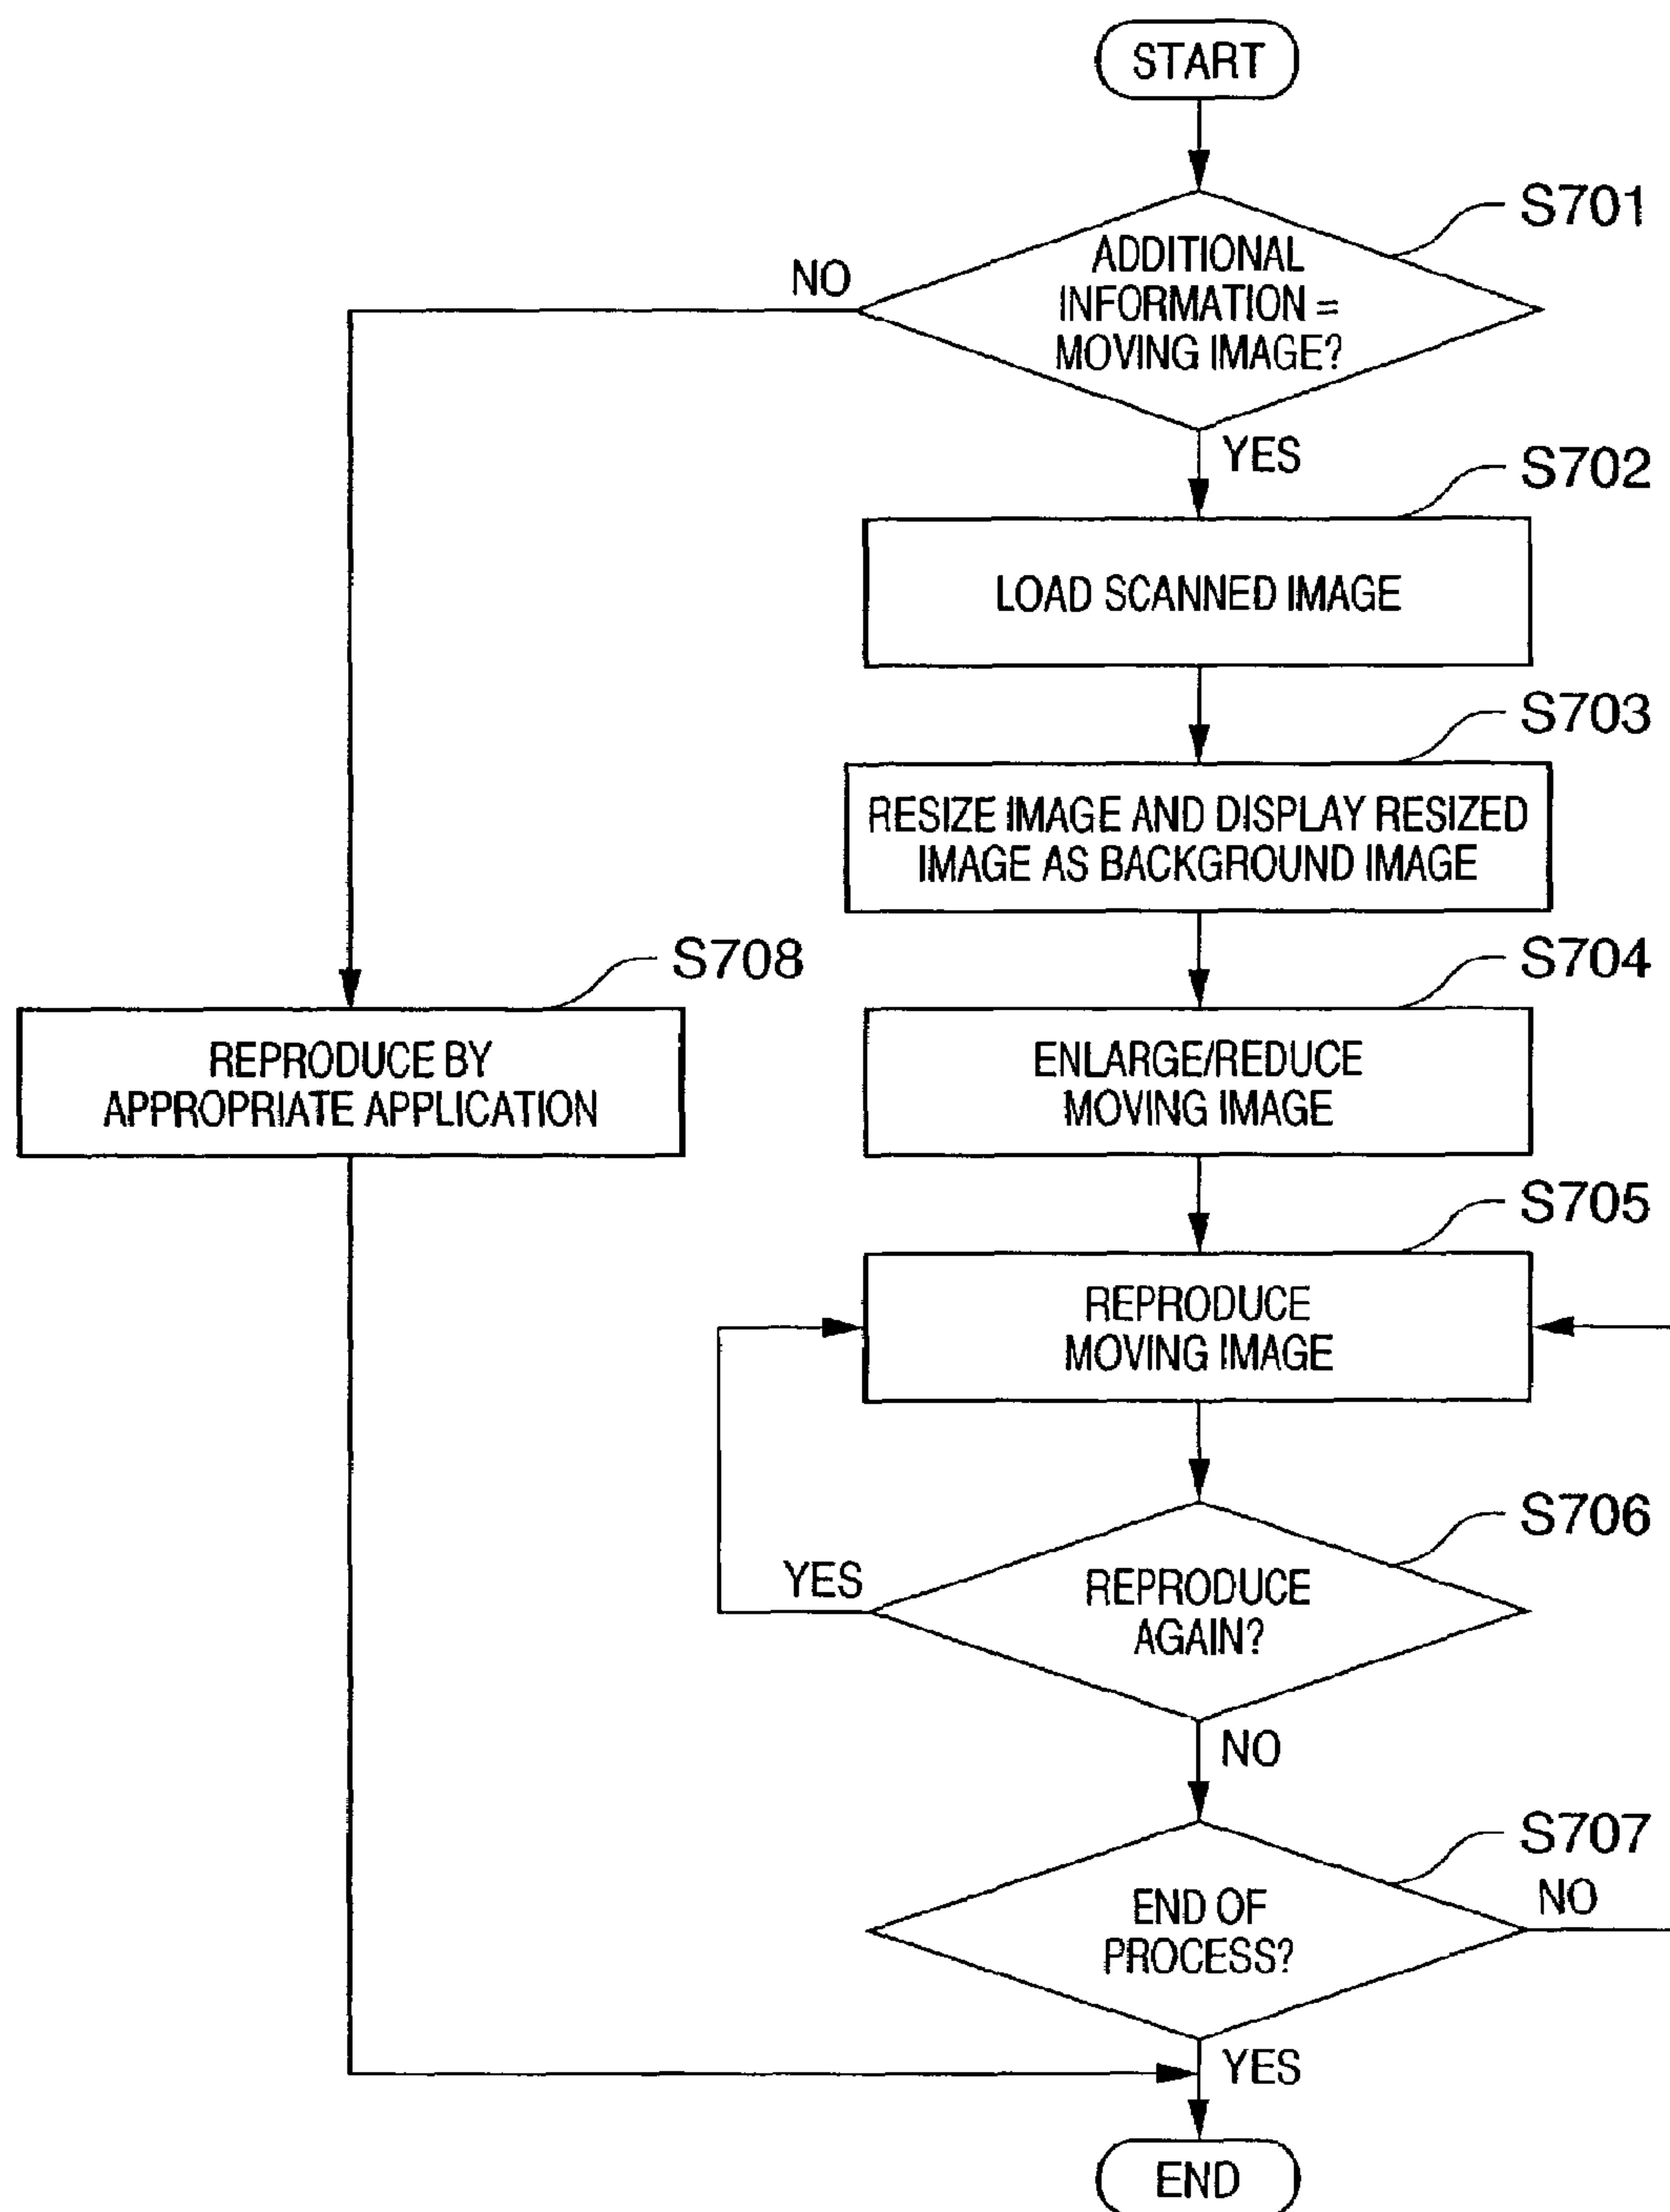 START
S701
ADDITIONAL
INFORMATION =
MOVING IMAGE?
NO
YES
S702
LOAD SCANNED IMAGE
S703
RESIZE IMAGE AND DISPLAY RESIZED
IMAGE AS BACKGROUND IMAGE
S708
REPRODUCE BY
APPROPRIATE APPLICATION
S704
ENLARGE/REDUCE
MOVING IMAGE
S705
REPRODUCE
MOVING IMAGE
S706
REPRODUCE
AGAIN?
YES
NO
S707
END OF
PROCESS?
NO
YES
END